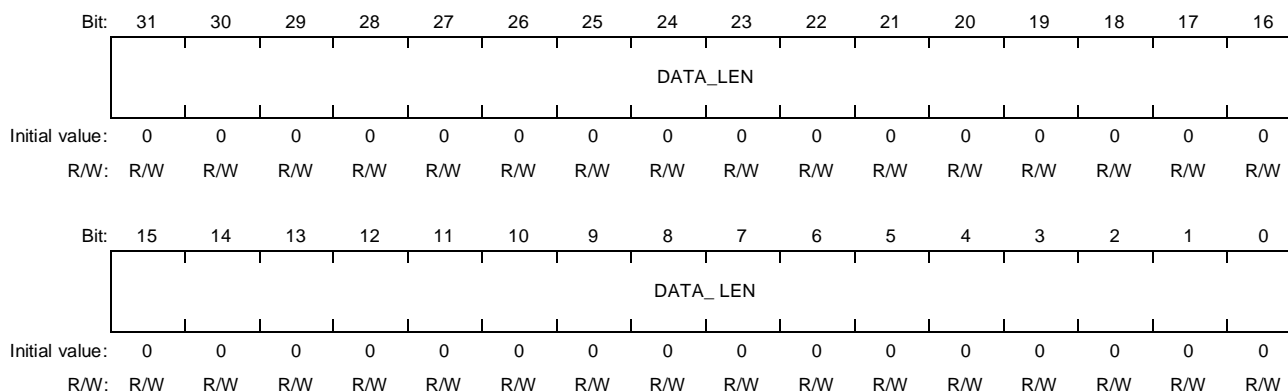 Bit: 31 30 29 28 27 26 25 24 23 22 21 20 19 18 17 16
DATA_LEN
Initial value: 0 0 0 0 0 0 0 0 0 0 0 0 0 0 0 0
R/W: R/W R/W R/W R/W R/W R/W R/W R/W R/W R/W R/W R/W R/W R/W R/W R/W
Bit: 15 14 13 12 11 10 9 8 7 6 5 4 3 2 1 0
DATA_ LEN
Initial value: 0 0 0 0 0 0 0 0 0 0 0 0 0 0 0 0
R/W: R/W R/W R/W R/W R/W R/W R/W R/W R/W R/W R/W R/W R/W R/W R/W R/W